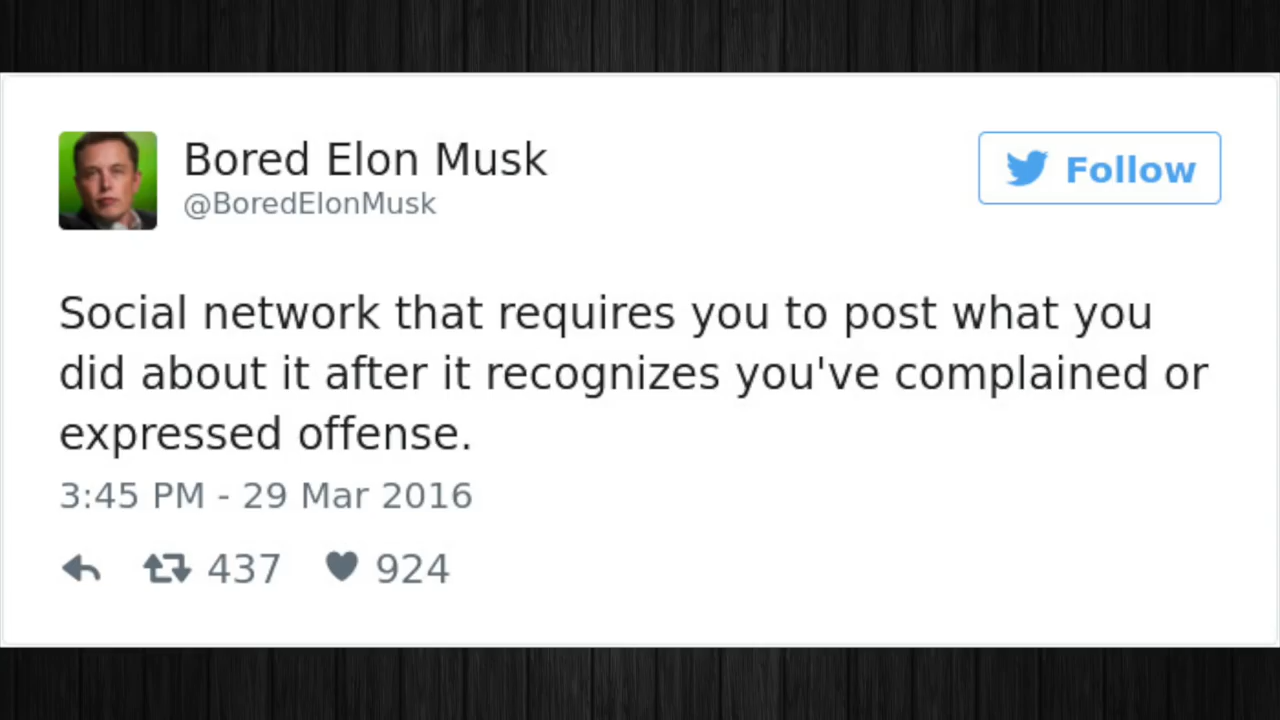 Bored Elon Musk
@BoredElonMusk
Follow
Social network that requires you to post what you
did about it after it recognizes you've complained or
expressed offense.
3:45 PM - 29 Mar 2016
437 924